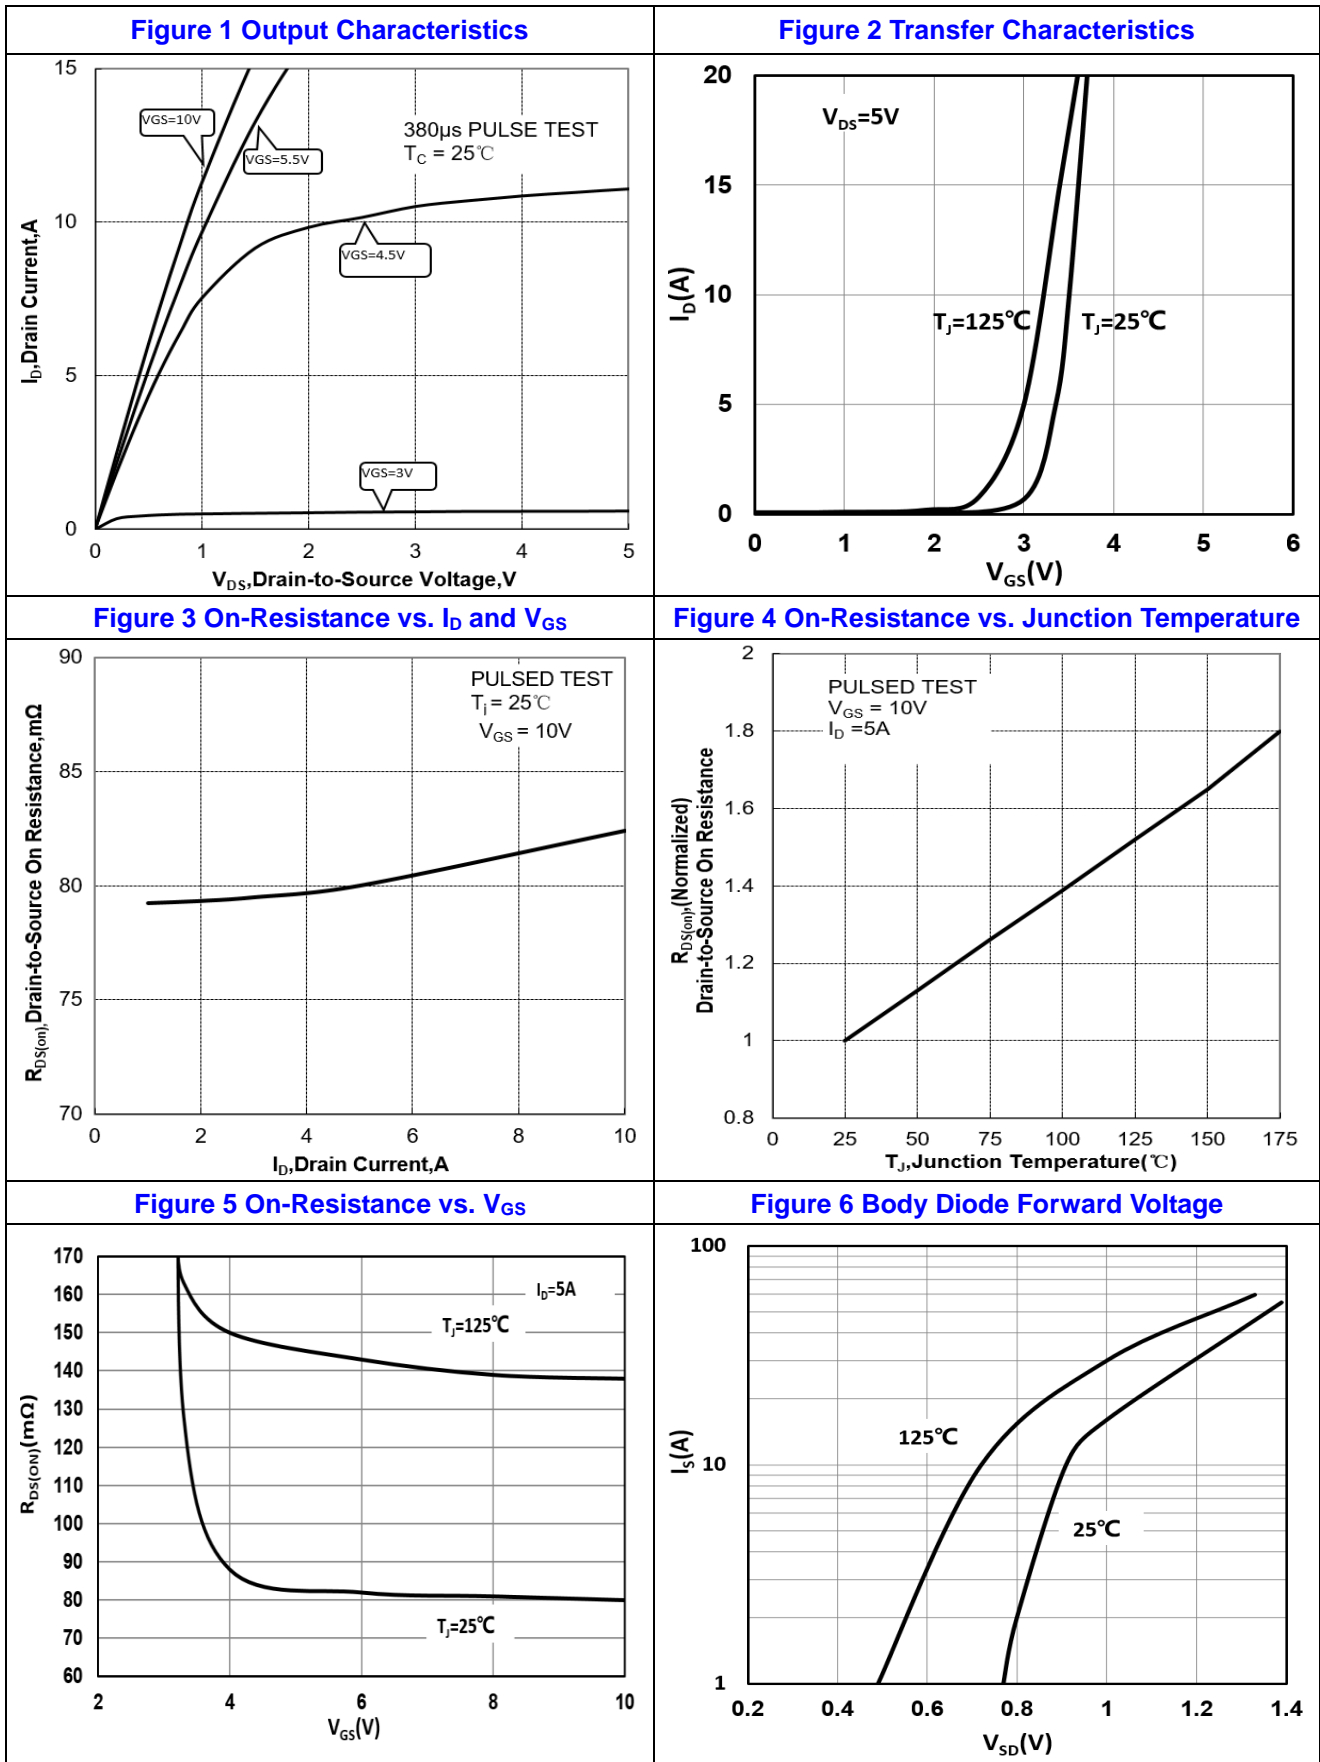 Figure 1 Output Characteristics
15
10
5
0
0 1 2 3 4 5
VGS=10V
VGS=5.5V
380μs PULSE TEST
T_C = 25℃
VGS=4.5V
VGS=3V
I_D,Drain Current,A
V_DS,Drain-to-Source Voltage,V
Figure 2 Transfer Characteristics
20
15
10
5
0
0 1 2 3 4 5 6
V_DS=5V
T_J=125℃
T_J=25℃
I_D(A)
V_GS(V)
Figure 3 On-Resistance vs. I_D and V_GS
90
85
80
75
70
0 2 4 6 8 10
PULSED TEST
T_j = 25℃
V_GS = 10V
R_DS(on),Drain-to-Source On Resistance,mΩ
I_D,Drain Current,A
Figure 4 On-Resistance vs. Junction Temperature
2
1.8
1.6
1.4
1.2
1
0.8
0 25 50 75 100 125 150 175
PULSED TEST
V_GS = 10V
I_D =5A
R_DS(on),(Normalized)
Drain-to-Source On Resistance
T_J,Junction Temperature(℃)
Figure 5 On-Resistance vs. V_GS
170
160
150
140
130
120
110
100
90
80
70
60
2 4 6 8 10
I_D=5A
T_J=125℃
T_J=25℃
R_DS(ON)(mΩ)
V_GS(V)
Figure 6 Body Diode Forward Voltage
100
10
1
0.2 0.4 0.6 0.8 1 1.2 1.4
125℃
25℃
I_S(A)
V_SD(V)